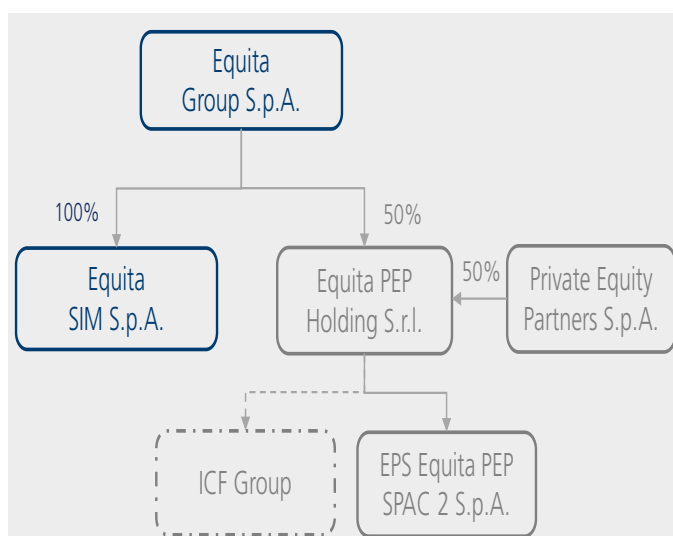 Equita
Group S.p.A.
100%
50%
Equita
SIM S.p.A.
Equita PEP
Holding S.r.l.
50%
Private Equity
Partners S.p.A.
ICF Group
EPS Equita PEP
SPAC 2 S.p.A.